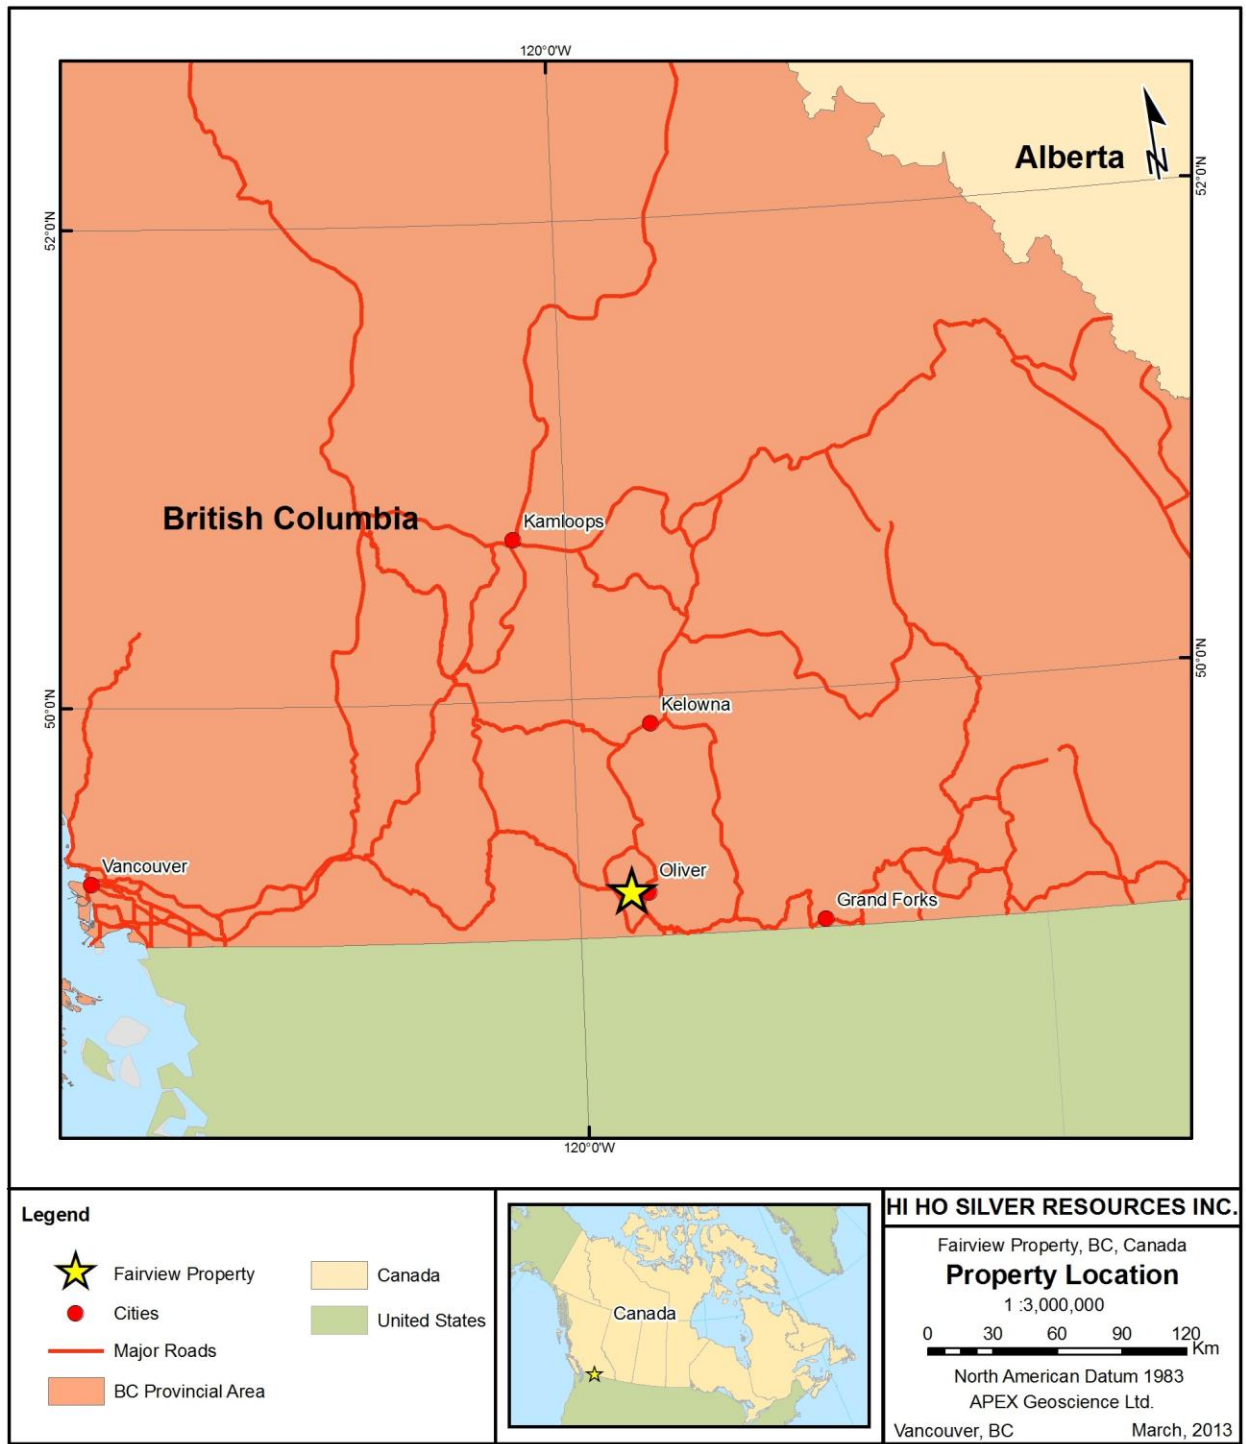 120°0'W
Alberta
N
52°0'N
52°0'N
British Columbia
Kamloops
50°0'N
50°0'N
Kelowna
Vancouver
Oliver
Grand Forks
120°0'W
Legend
Fairview Property
Cities
Major Roads
BC Provincial Area
Canada
United States
Canada
HI HO SILVER RESOURCES INC.
Fairview Property, BC, Canada
Property Location
1 :3,000,000
0 30 60 90 120
Km
North American Datum 1983
APEX Geoscience Ltd.
Vancouver, BC March, 2013